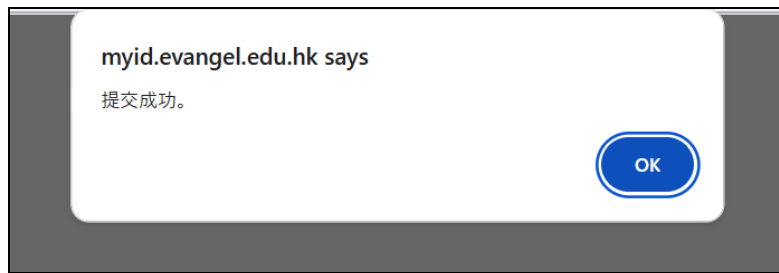 myid.evangel.edu.hk says
提交成功。
OK